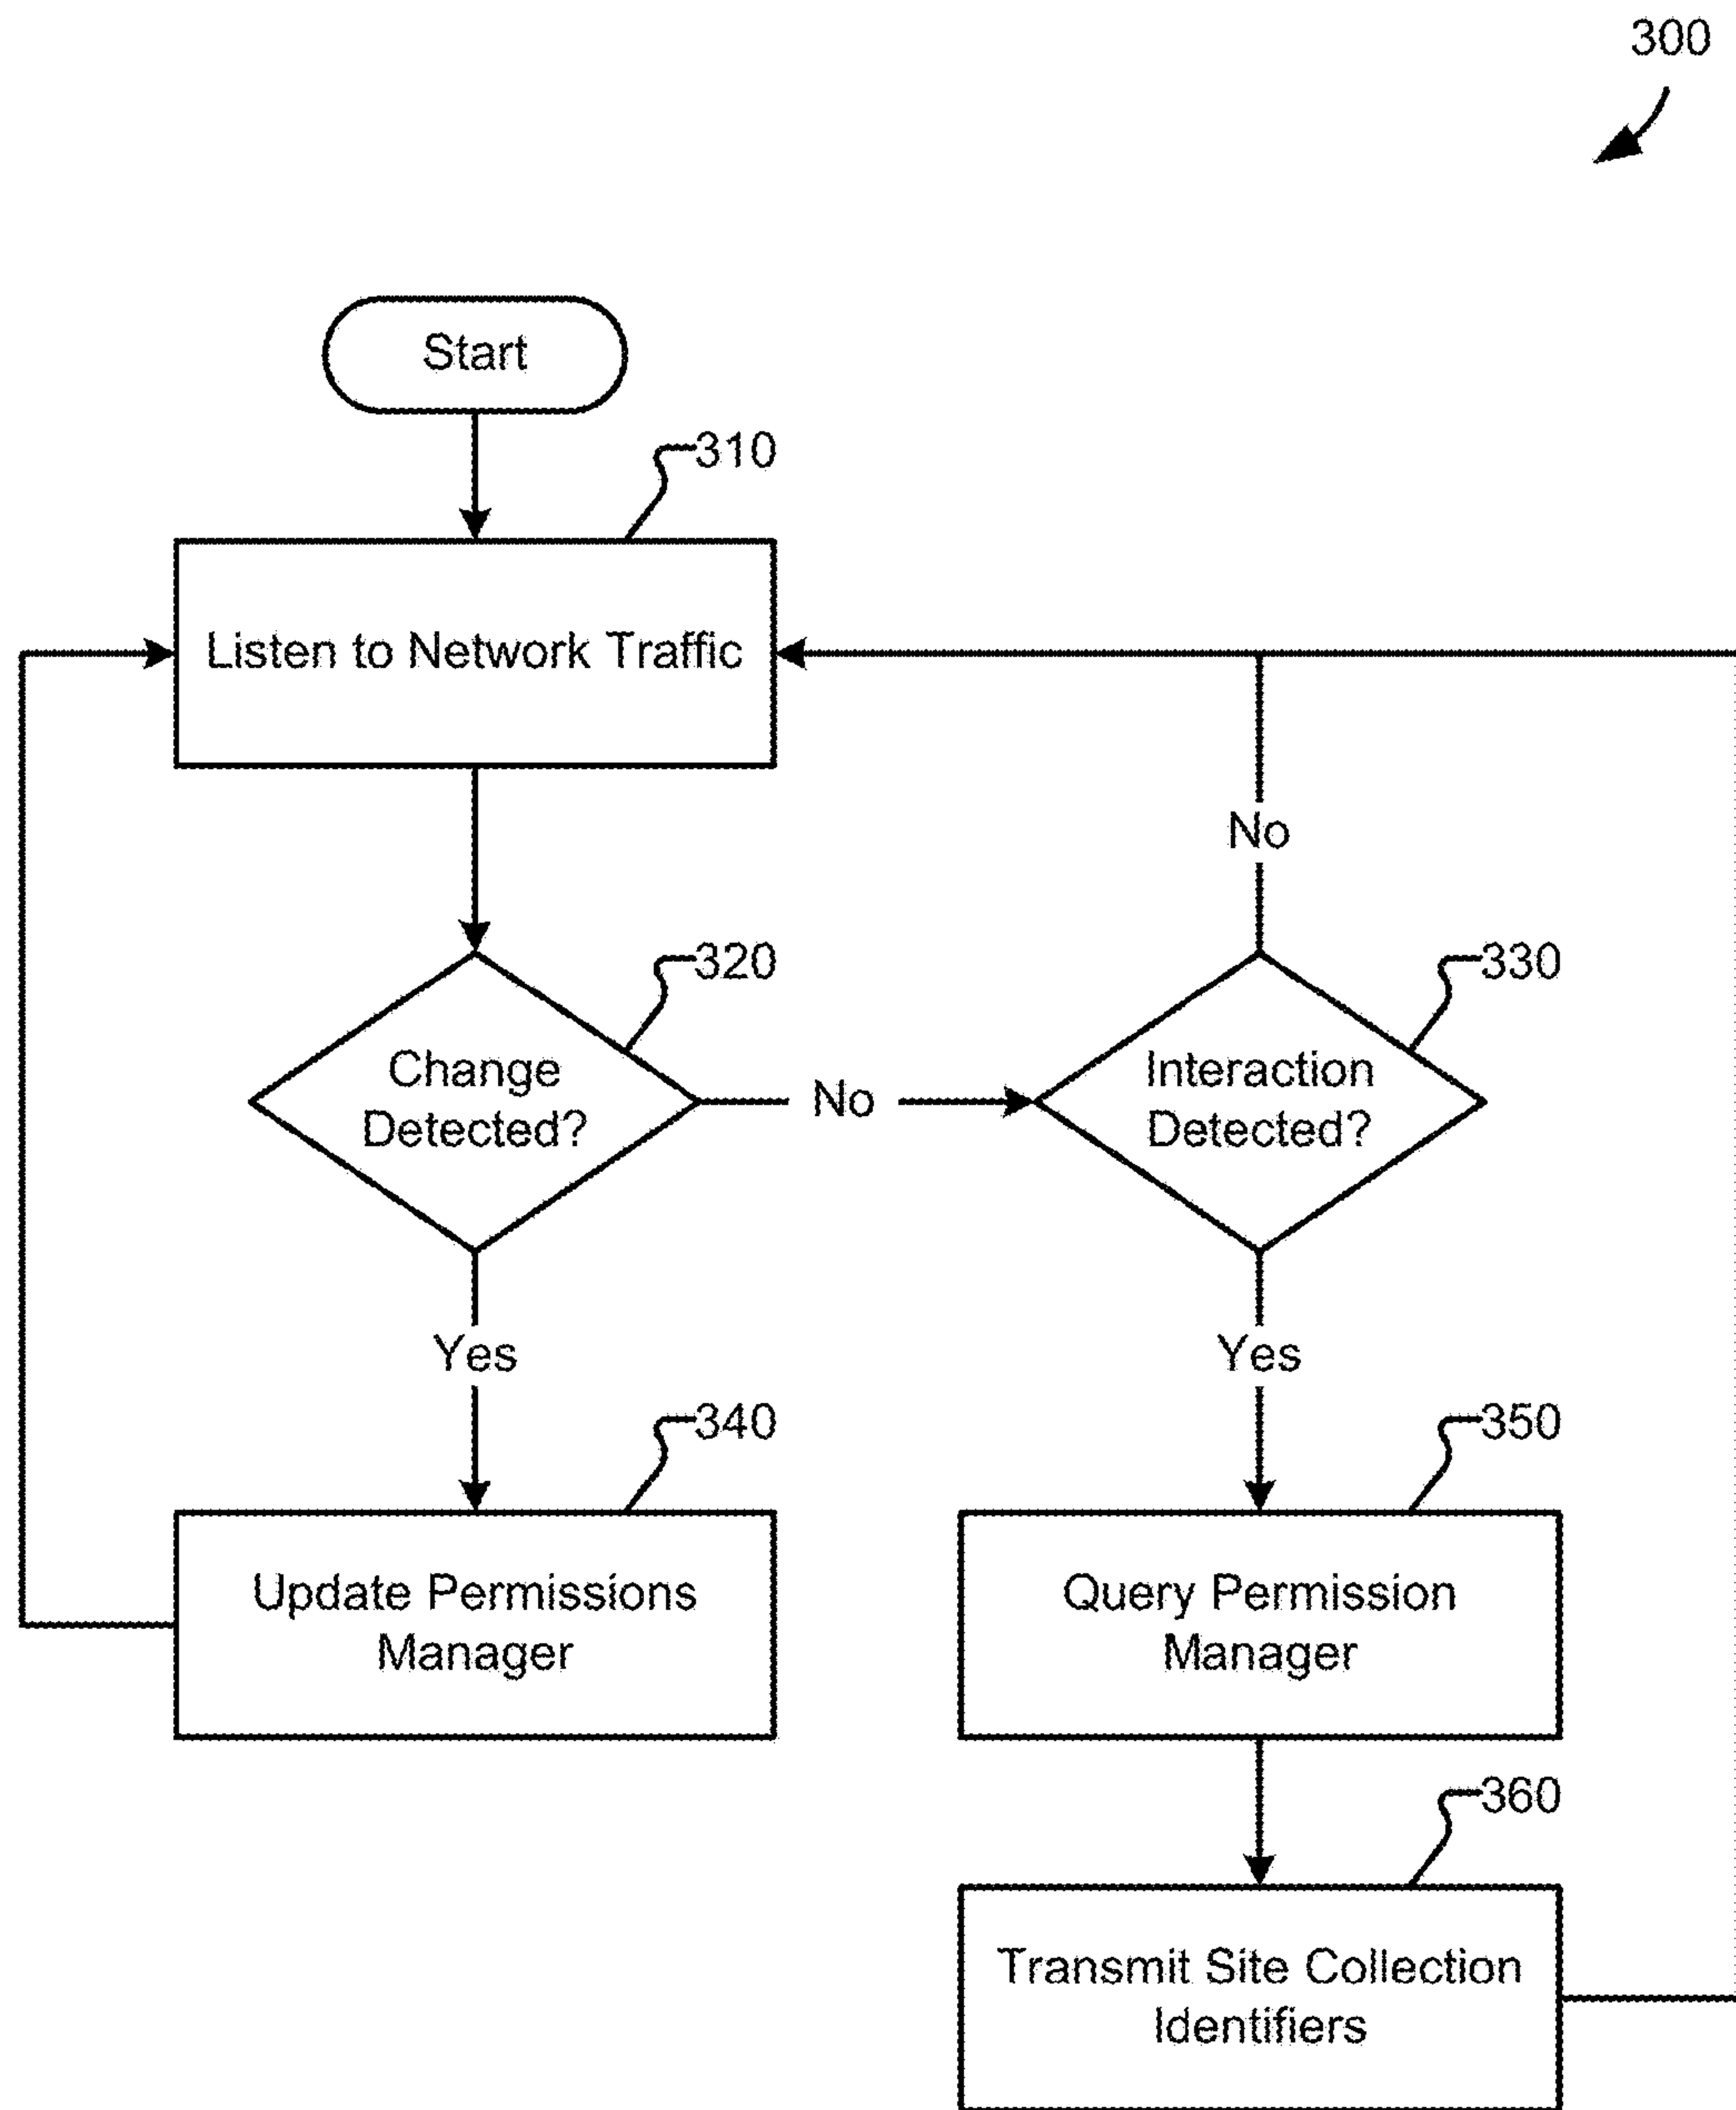 300
Start
310
Listen to Network Traffic
No
320
330
Change
Detected?
No
Interaction
Detected?
Yes
Yes
340
350
Update Permissions
Manager
Query Permission
Manager
360
Transmit Site Collection
Identifiers